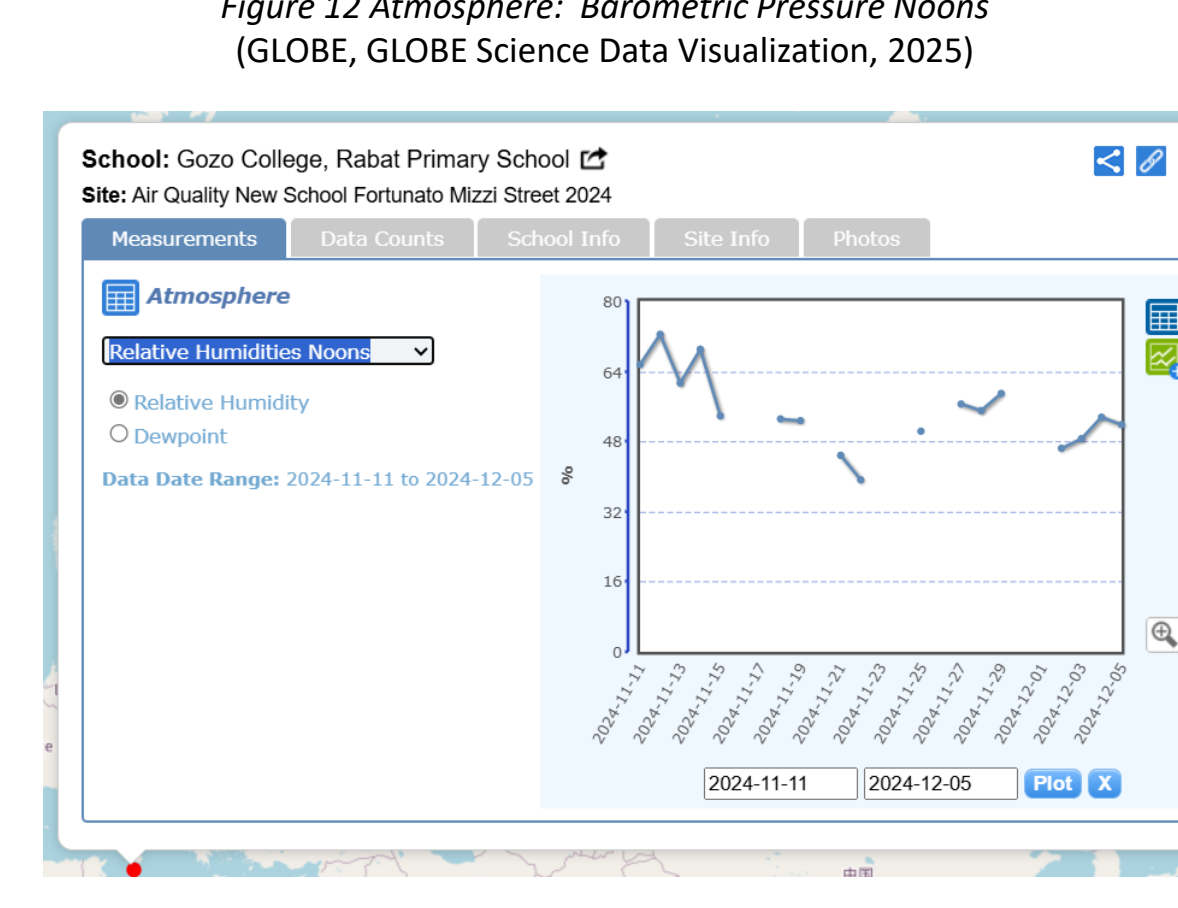 Figure 12 Atmosphere:  Barometric Pressure Noons
(GLOBE, GLOBE Science Data Visualization, 2025)
School: Gozo College, Rabat Primary School
Site: Air Quality New School Fortunato Mizzi Street 2024
Measurements
Data Counts
School Info
Site Info
Photos
Atmosphere
Relative Humidities Noons
Relative Humidity
Dewpoint
Data Date Range: 2024-11-11 to 2024-12-05
%
80
64
48
32
16
0
2024-11-11
2024-11-13
2024-11-15
2024-11-17
2024-11-19
2024-11-21
2024-11-23
2024-11-25
2024-11-27
2024-11-29
2024-12-01
2024-12-03
2024-12-05
2024-11-11
2024-12-05
Plot
X
e
中国